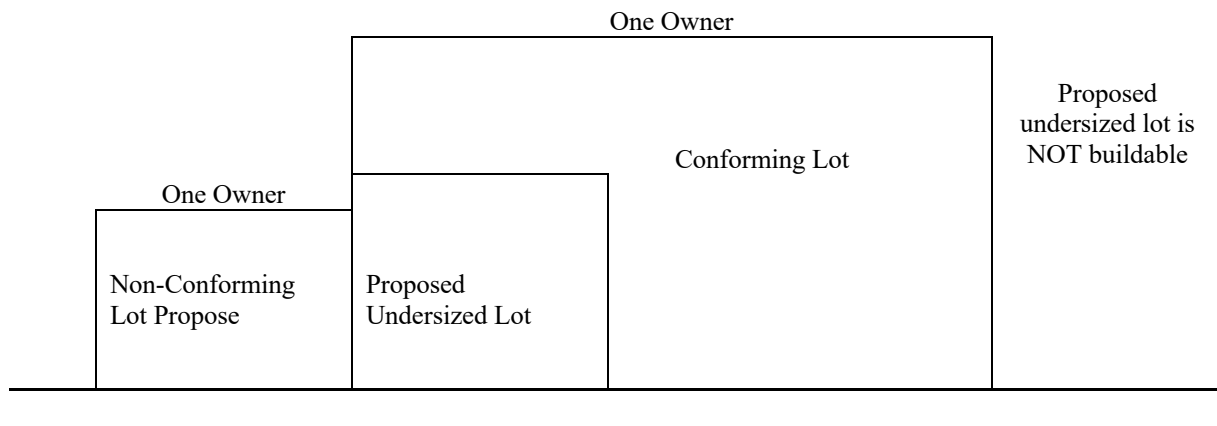 One Owner
Proposed
undersized lot is
NOT buildable
Conforming Lot
One Owner
Non-Conforming
Lot Propose
Proposed
Undersized Lot